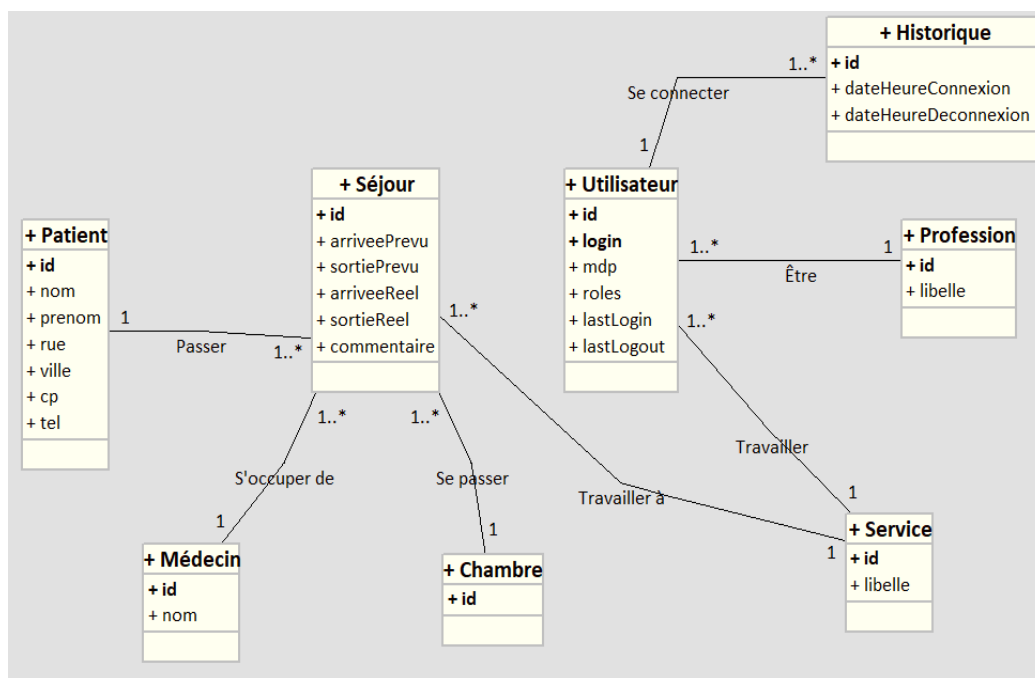 + Historique
+ id
+ dateHeureConnexion
+ dateHeureDeconnexion
1..*
Se connecter
1
+ Séjour
+ id
+ arriveePrevu
+ sortiePrevu
+ arriveeReel
+ sortieReel
+ commentaire
+ Utilisateur
+ id
+ login
+ mdp
+ roles
+ lastLogin
+ lastLogout
+ Patient
+ id
+ nom
+ prenom
+ rue
+ ville
+ cp
+ tel
+ Profession
+ id
+ libelle
1..*
1
Être
1
Passer
1..*
1..*
1..*
1..*
1..*
S'occuper de
Se passer
Travailler à
Travailler
1
1
1
1
+ Médecin
+ id
+ nom
+ Chambre
+ id
+ Service
+ id
+ libelle